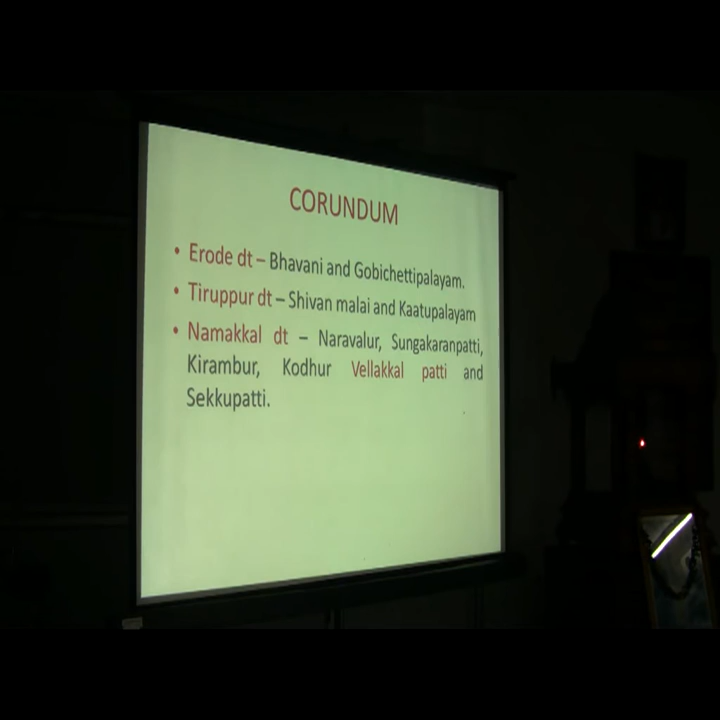 CORUNDUM
• Erode dt – Bhavani and Gobichettipalayam.
• Tiruppur dt – Shivan malai and Kaatupalayam
• Namakkal dt – Naravalur, Sungakaranpatti,
Kirambur, Kodhur Vellakkal patti and
Sekkupatti.